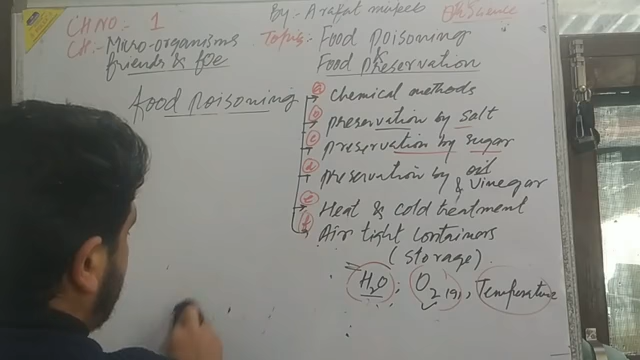 CH NO:- 1
By:- Arafat
CH:- Micro-organisms
friends & foe
Topic:- Food poisoning
&
Food preservation
food poisoning
a chemical methods
b preservation by salt
c preservation by sugar
d preservation by oil
& vinegar
e Heat & cold treatment
f Air tight containers
(storage).
H2O, O2(g), Temperature